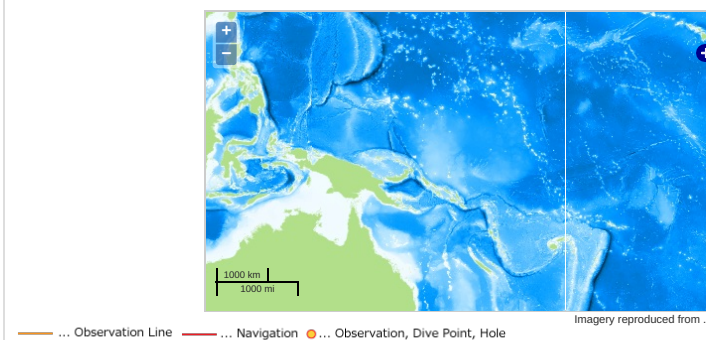 +
−
1000 km
1000 mi
Imagery reproduced from .
... Observation Line ... Navigation ... Observation, Dive Point, Hole